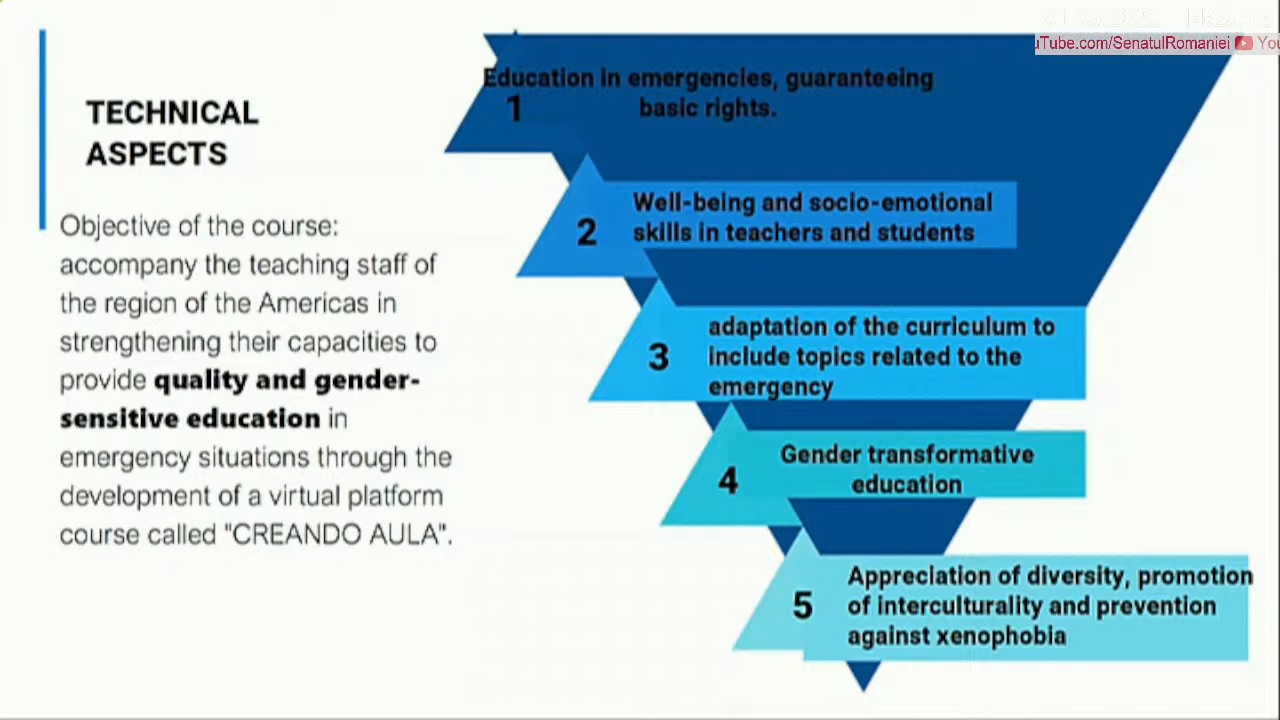 uTube.com/SenatulRomaniei
TECHNICAL
ASPECTS
Objective of the course:
accompany the teaching staff of
the region of the Americas in
strengthening their capacities to
provide quality and gender-
sensitive education in
emergency situations through the
development of a virtual platform
course called "CREANDO AULA".
Education in emergencies, guaranteeing
basic rights.
1
Well-being and socio-emotional
skills in teachers and students
2
adaptation of the curriculum to
include topics related to the
emergency
3
Gender transformative
education
4
Appreciation of diversity, promotion
of interculturality and prevention
against xenophobia
5